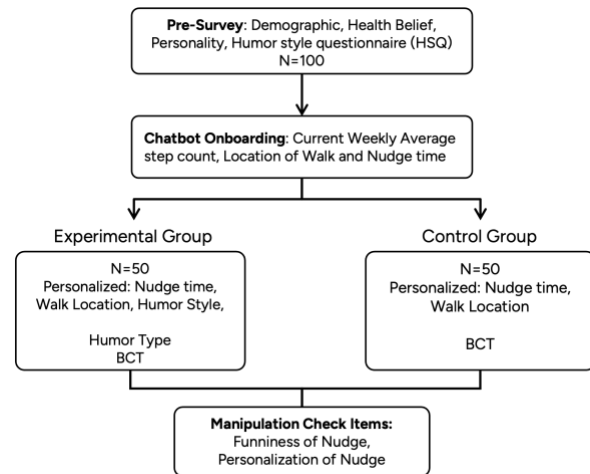 Pre-Survey: Demographic, Health Belief,
Personality, Humor style questionnaire (HSQ)
N=100
Chatbot Onboarding: Current Weekly Average
step count, Location of Walk and Nudge time
Experimental Group
N=50
Personalized: Nudge time,
Walk Location, Humor Style,
Humor Type
BCT
Control Group
N=50
Personalized: Nudge time,
Walk Location
BCT
Manipulation Check Items:
Funniness of Nudge,
Personalization of Nudge